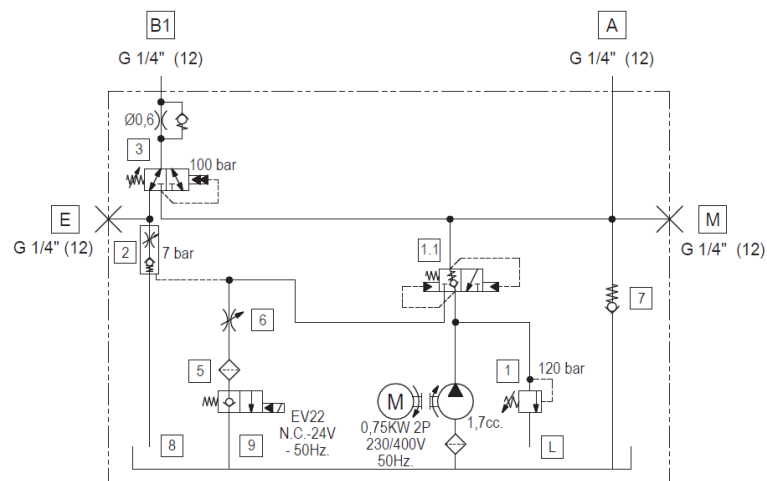 B1
A
G 1/4" (12)
G 1/4" (12)
Ø0,6
3
100 bar
E
M
G 1/4" (12)
G 1/4" (12)
2
7 bar
1.1
6
7
5
1
120 bar
M
EV22
N.C.-24V
- 50Hz.
0,75KW 2P
230/400V
50Hz.
1,7cc.
8
9
L